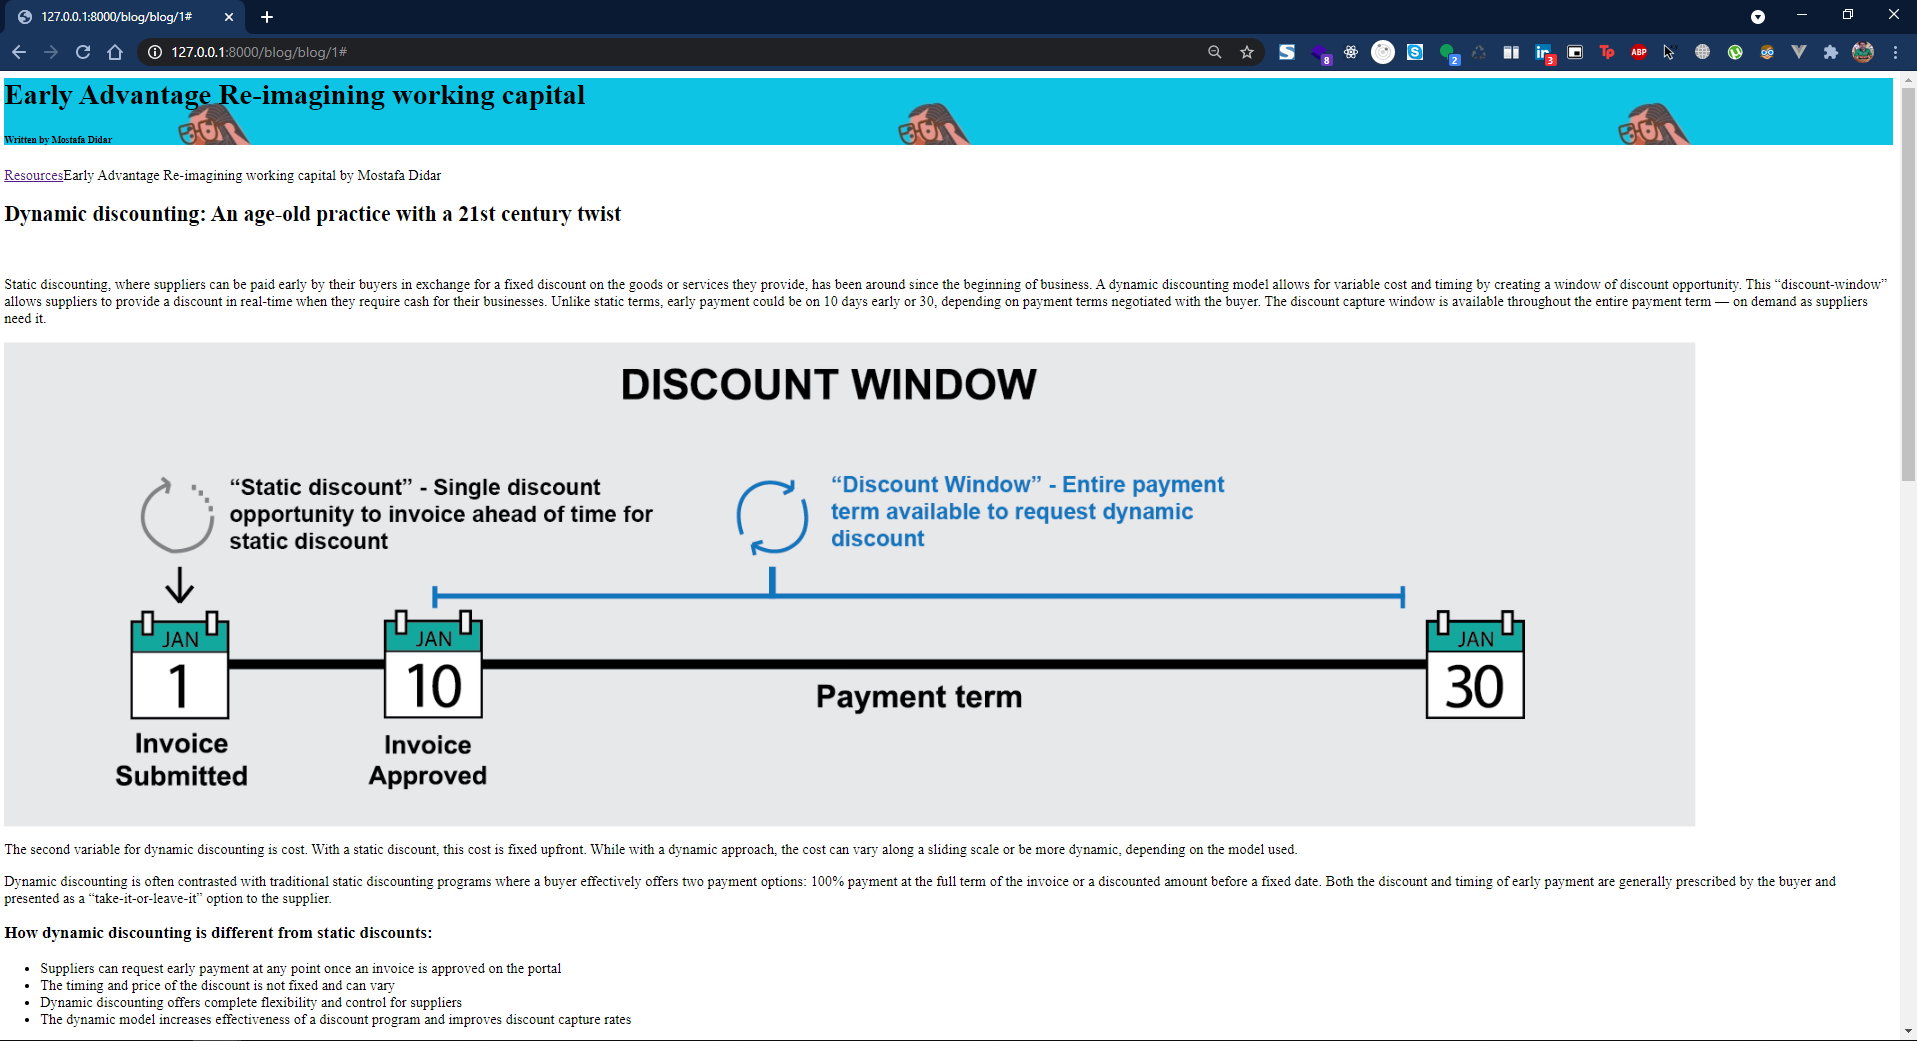 127.0.0.1:8000/blog/blog/1#
127.0.0.1:8000/blog/blog/1#
8
2
3
Tp
ABP
Early Advantage Re-imagining working capital
Written by Mostafa Didar
ResourcesEarly Advantage Re-imagining working capital by Mostafa Didar
Dynamic discounting: An age-old practice with a 21st century twist
Static discounting, where suppliers can be paid early by their buyers in exchange for a fixed discount on the goods or services they provide, has been around since the beginning of business. A dynamic discounting model allows for variable cost and timing by creating a window of discount opportunity. This “discount-window”
allows suppliers to provide a discount in real-time when they require cash for their businesses. Unlike static terms, early payment could be on 10 days early or 30, depending on payment terms negotiated with the buyer. The discount capture window is available throughout the entire payment term — on demand as suppliers
need it.
DISCOUNT WINDOW
“Static discount” - Single discount
opportunity to invoice ahead of time for
static discount
“Discount Window” - Entire payment
term available to request dynamic
discount
JAN
1
JAN
10
JAN
30
Payment term
Invoice
Submitted
Invoice
Approved
The second variable for dynamic discounting is cost. With a static discount, this cost is fixed upfront. While with a dynamic approach, the cost can vary along a sliding scale or be more dynamic, depending on the model used.
Dynamic discounting is often contrasted with traditional static discounting programs where a buyer effectively offers two payment options: 100% payment at the full term of the invoice or a discounted amount before a fixed date. Both the discount and timing of early payment are generally prescribed by the buyer and
presented as a “take-it-or-leave-it” option to the supplier.
How dynamic discounting is different from static discounts:
• Suppliers can request early payment at any point once an invoice is approved on the portal
• The timing and price of the discount is not fixed and can vary
• Dynamic discounting offers complete flexibility and control for suppliers
• The dynamic model increases effectiveness of a discount program and improves discount capture rates